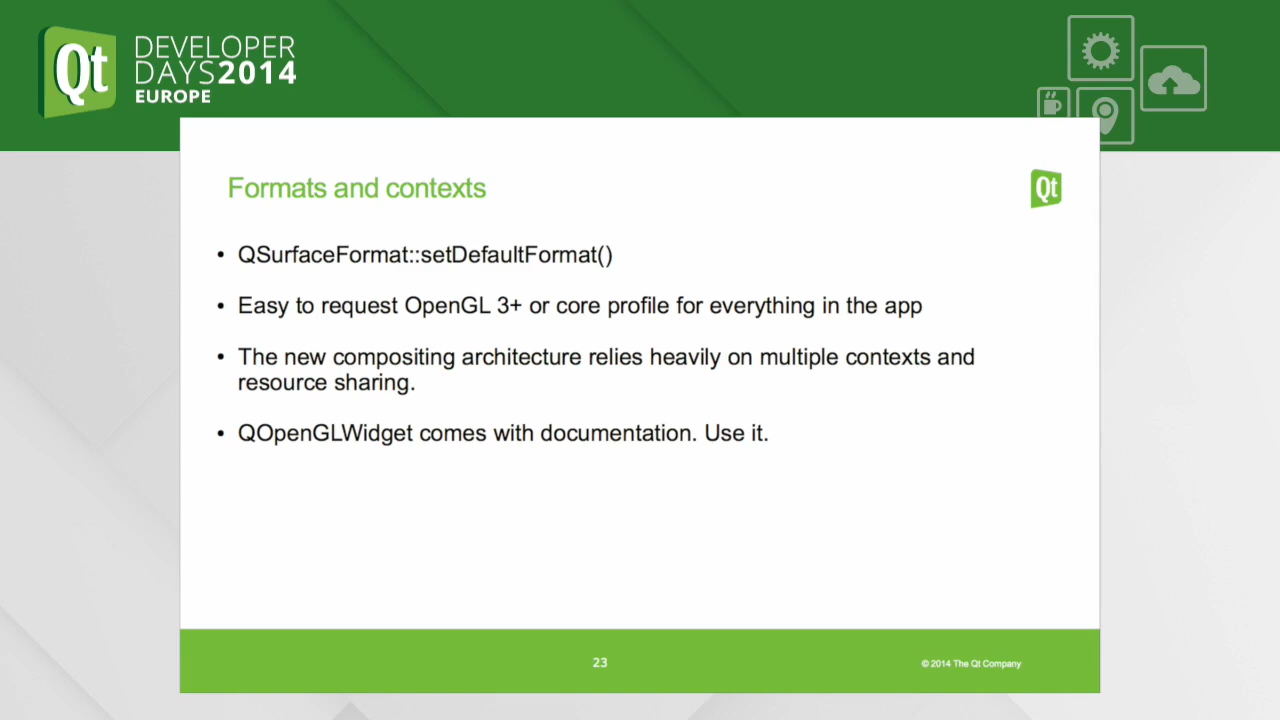 Qt
DEVELOPER
DAYS2014
EUROPE
Formats and contexts
Qt
• QSurfaceFormat::setDefaultFormat()
• Easy to request OpenGL 3+ or core profile for everything in the app
• The new compositing architecture relies heavily on multiple contexts and
resource sharing.
• QOpenGLWidget comes with documentation. Use it.
23
© 2014 The Qt Company